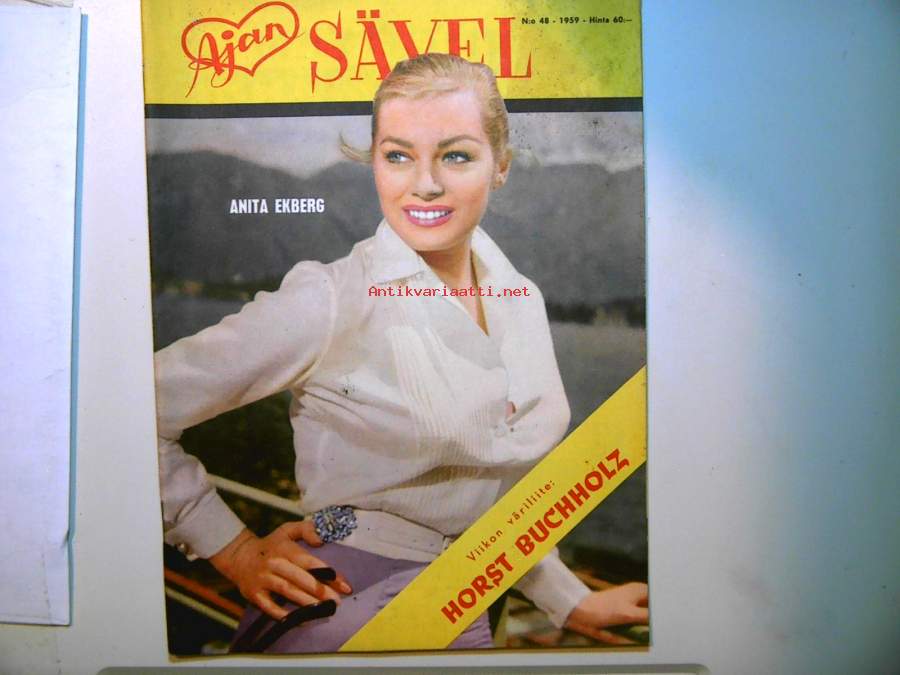 Ajan
SÄVEL
N:o 48 - 1959 - Hinta 60:—
ANITA EKBERG
Antikvariaatti.net
Viikon väriliite:
HORST BUCHHOLZ